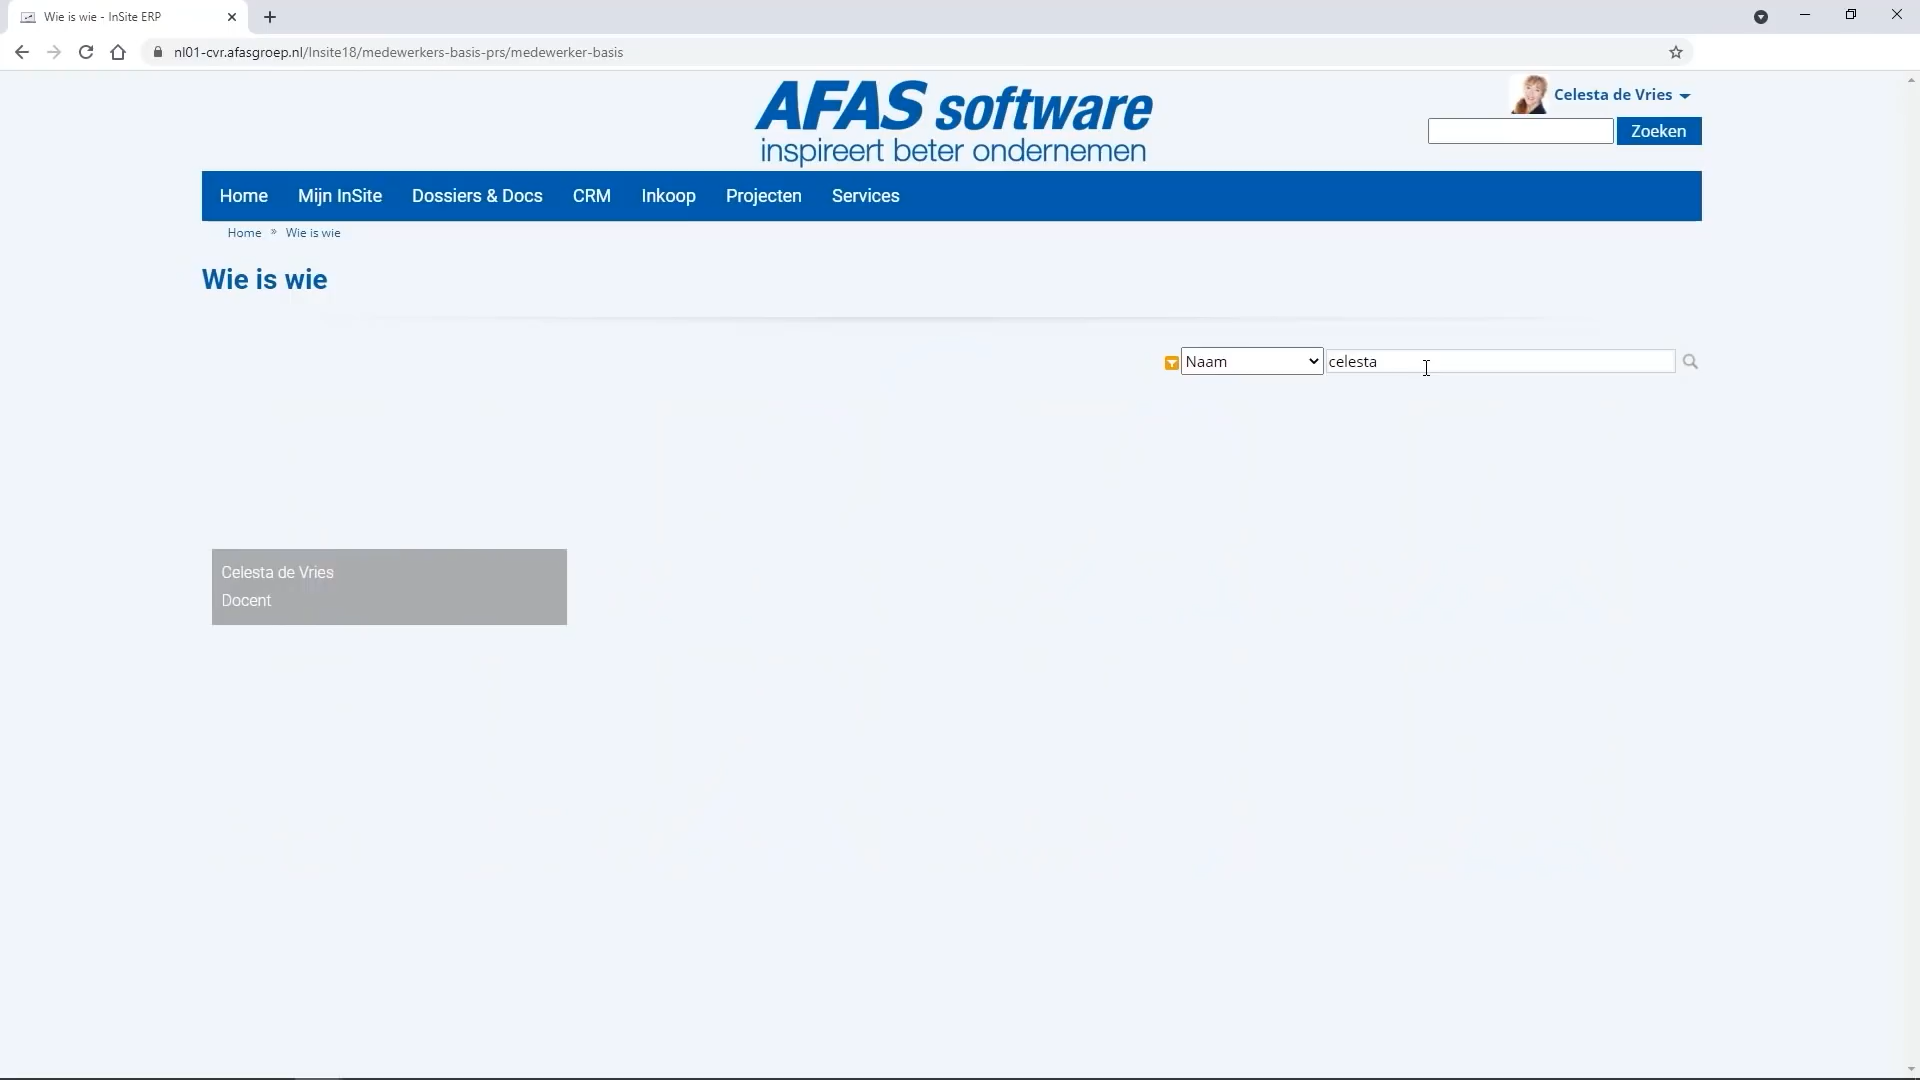 Wie is wie - InSite ERP
nl01-cvr.afasgroep.nl/Insite18/medewerkers-basis-prs/medewerker-basis
AFAS software
inspireert beter ondernemen
Celesta de Vries
Zoeken
Home Mijn InSite Dossiers & Docs CRM Inkoop Projecten Services
Home » Wie is wie
Wie is wie
Naam celesta
Celesta de Vries
Docent